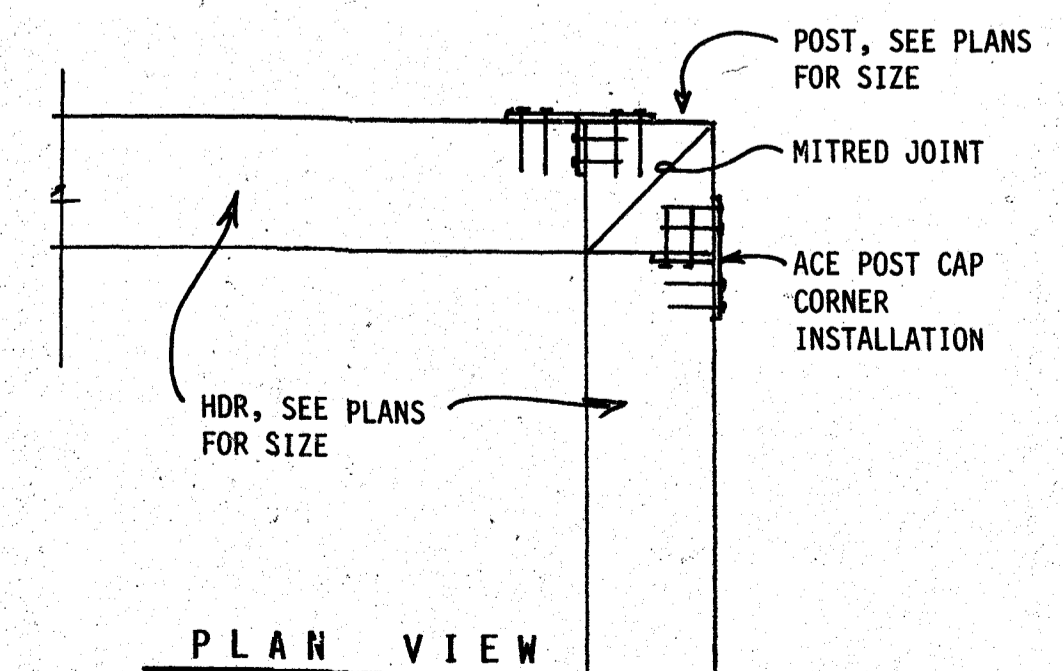 POST, SEE PLANS
FOR SIZE
MITRED JOINT
ACE POST CAP
CORNER
INSTALLATION
HDR, SEE PLANS
FOR SIZE
PLAN VIEW